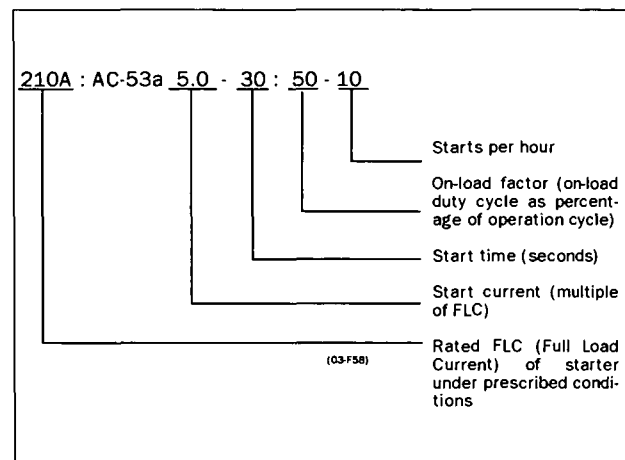 210A : AC-53a 5.0 - 30 : 50 - 10
Starts per hour
On-load factor (on-load
duty cycle as percent-
age of operation cycle)
Start time (seconds)
Start current (multiple
of FLC)
Rated FLC (Full Load
Current) of starter
under prescribed condi-
tions
(03-F58)